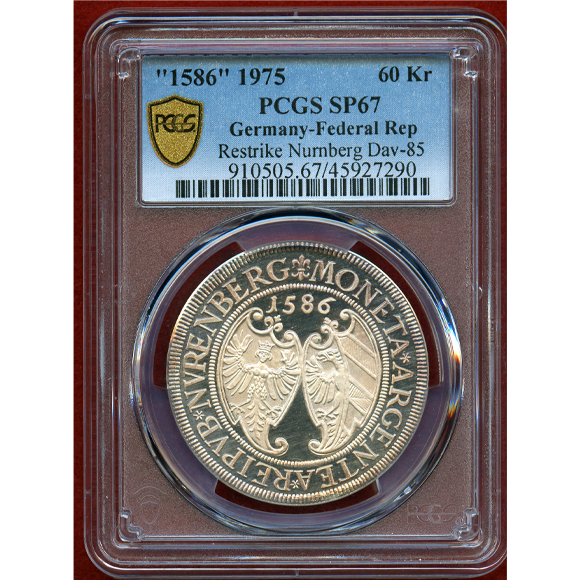 "1586" 1975 60 Kr
PCGS SP67
Germany-Federal Rep
Restrike Nurnberg Dav-85
910505.67/45927290
PCGS
MONETA * ARGENTEA * REIPVB * NVRENBERG
1586
PCGS